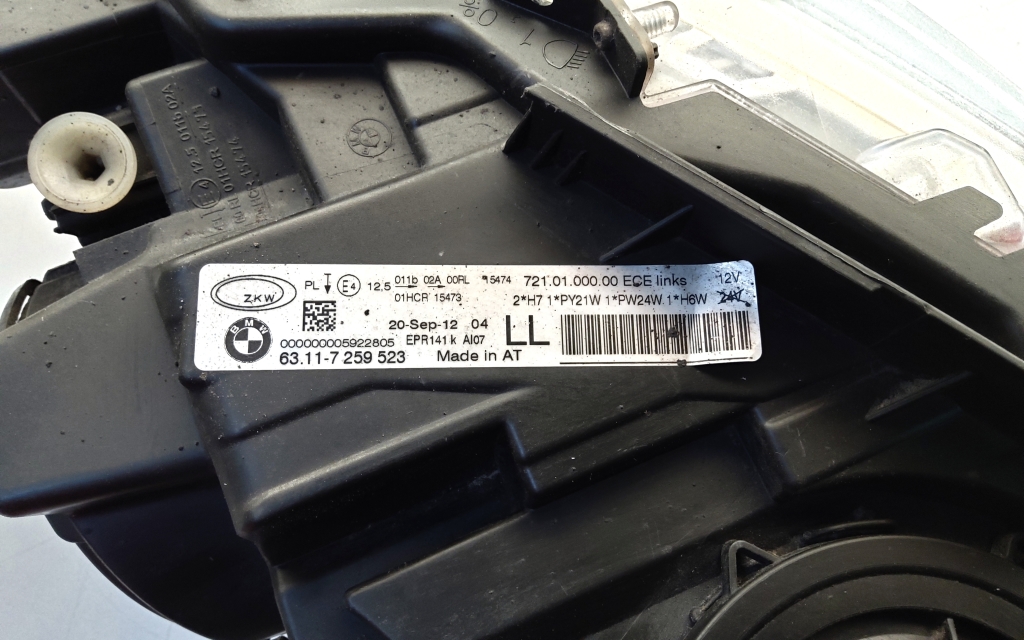 1 %
ZKW
PL E4 12,5 011b 02A 00RL 15474
01HCR 15473
721.01.000.00 ECE links 12V
2*H7 1*PY21W 1*PW24W 1*H6W 24V
BMW
20-Sep-12 04
000000005922805 EPR141 k AI07
LL
63.11-7 259 523 Made in AT